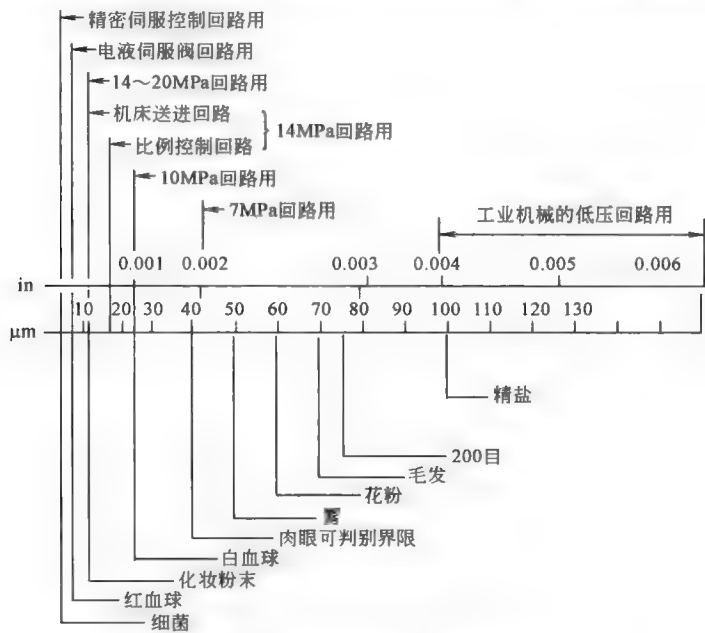 精密伺服控制回路用
电液伺服阀回路用
14～20MPa回路用
机床送进回路
比例控制回路
14MPa回路用
10MPa回路用
7MPa回路用
工业机械的低压回路用
0.001 0.002 0.003 0.004 0.005 0.006
in
10 20 30 40 50 60 70 80 90 100 110 120 130
μm
精盐
200目
毛发
花粉
肉眼可判别界限
白血球
化妆粉末
红血球
细菌